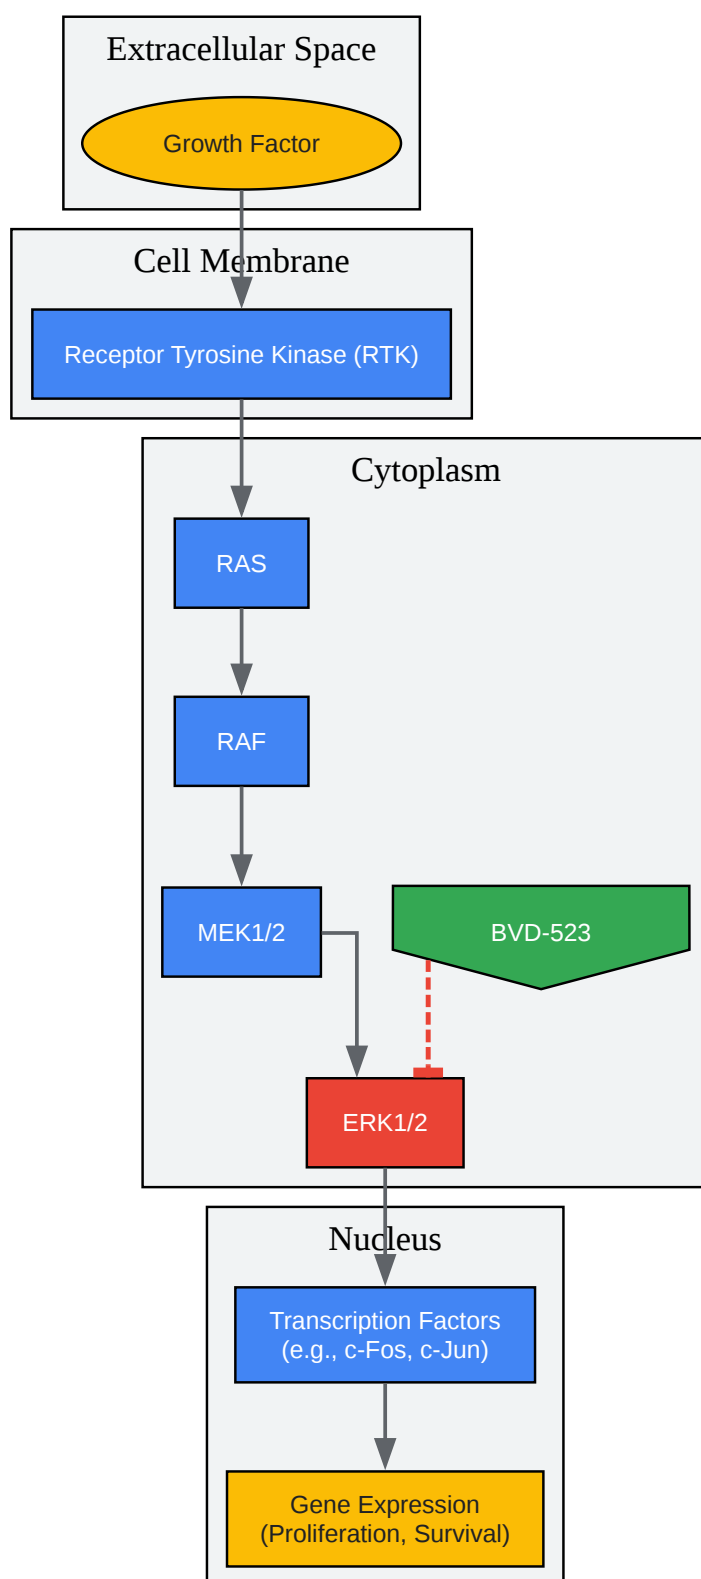 Extracellular Space
Growth Factor
Cell Membrane
Receptor Tyrosine Kinase (RTK)
Cytoplasm
RAS
RAF
MEK1/2
BVD-523
ERK1/2
Nucleus
Transcription Factors
(e.g., c-Fos, c-Jun)
Gene Expression
(Proliferation, Survival)